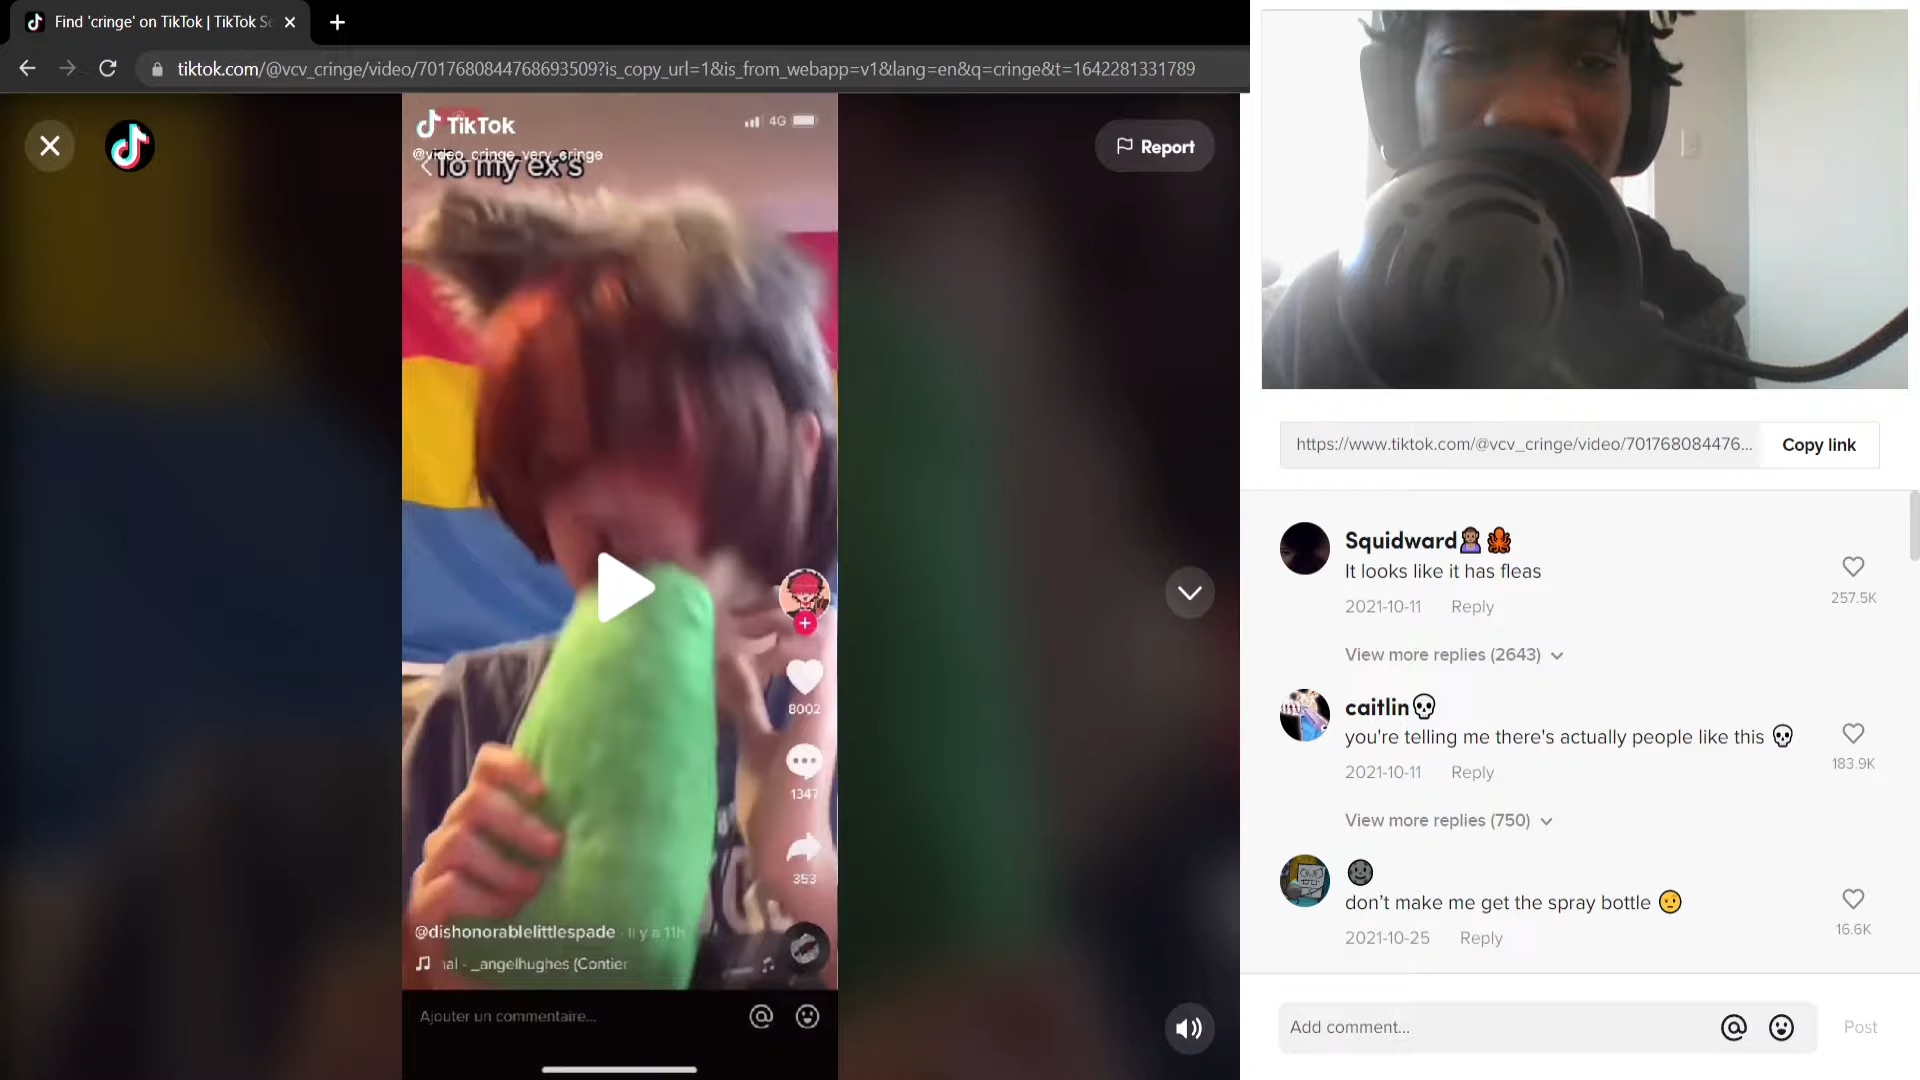 Find 'cringe' on TikTok | TikTok Se
tiktok.com/@vcv_cringe/video/7017680844768693509?is_copy_url=1&is_from_webapp=v1&lang=en&q=cringe&t=1642281331789
TikTok
4G
@video_cringe_very_cringe
To my ex's
Report
8002
1347
353
@dishonorablelittlespade · Il y a 11h
nal - _angelhughes (Contier
Ajouter un commentaire...
https://www.tiktok.com/@vcv_cringe/video/701768084476...
Copy link
Squidward
It looks like it has fleas
257.5K
2021-10-11 Reply
View more replies (2643)
caitlin
you're telling me there's actually people like this
183.9K
2021-10-11 Reply
View more replies (750)
don't make me get the spray bottle
16.6K
2021-10-25 Reply
Add comment...
Post